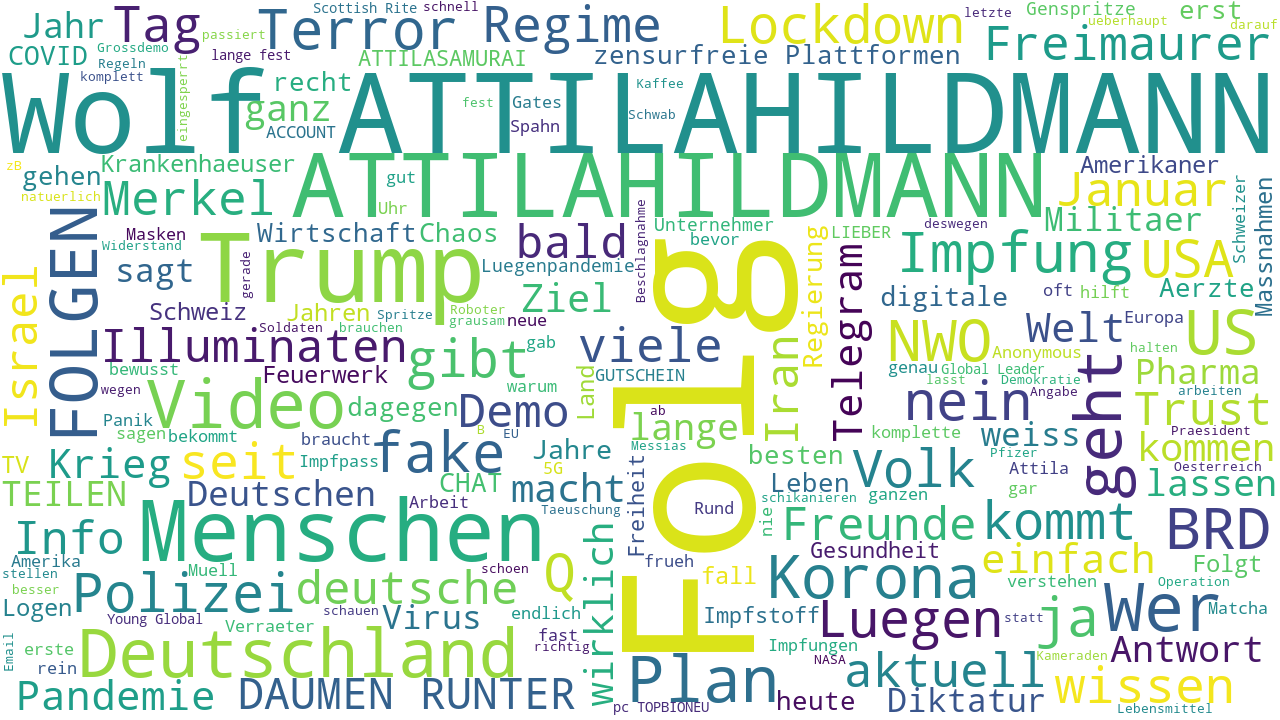 Jahr Tag passiert Terror Scottish Rite schnell Regime Lockdown letzte Genspritze ueberhaupt erst darauf
COVID Grossdemo Regeln komplett lange fest ATTILASAMURAI zensurfreie Plattformen Freimaurer
Wolf eingesperrt recht ganz ACCOUNT ATTILAHILDMANN fest Gates Spahn Kaffee Schwab
zB gehen natuerlich Krankenhaeuser Merkel ATTILAHILDMANN gut Uhr Amerikaner Januar Schweizer Massnahmen
FOLGEN Masken Widerstand sagt gerade Wirtschaft Chaos bald Beschlagnahme Unternehmer bevor LIEBER deswegen Militaer
Israel Schweiz Trump Jahren Luegenpandemie Ziel Folge Regierung Telegram Impfung USA Aerzte
Soldaten Spritze brauchen Roboter grausam neue digitale oft hilft
Illuminaten bewusst wegen Feuerwerk gibt gab viele GUTSCHEIN warum Land Iran NWO Anonymous Welt Europa US
genau Global Leader lasst Demokratie halten Angabe geht Pharma arbeiten
Panik sagen bekommt Video dagegen Demo ab lange nein Trust Praesident
TV Krieg seit braucht Impfpass fake B EU Jahre 5G Messias besten komplette weiss Pfizer kommen Oesterreich
TEILEN Deutschen Arbeit CHAT macht Taeuschung Freiheit Rund Leben schikanieren Volk ganzen Attila gar lassen
Info Menschen wirklich nie Freunde kommt BRD
Amerika stellen besser Muell schoen Q frueh fall Gesundheit einfach Folgt
Logen Polizei deutsche Young Global schauen Virus endlich Impfstoff Korona verstehen Operation Matcha
Email erste rein Verraeter fast richtig Luegen statt ja Wer
Deutschland Impfungen NASA Kameraden Antwort
Pandemie DAUMEN RUNTER pc TOPBIONEU Plan heute aktuell Diktatur wissen Lebensmittel